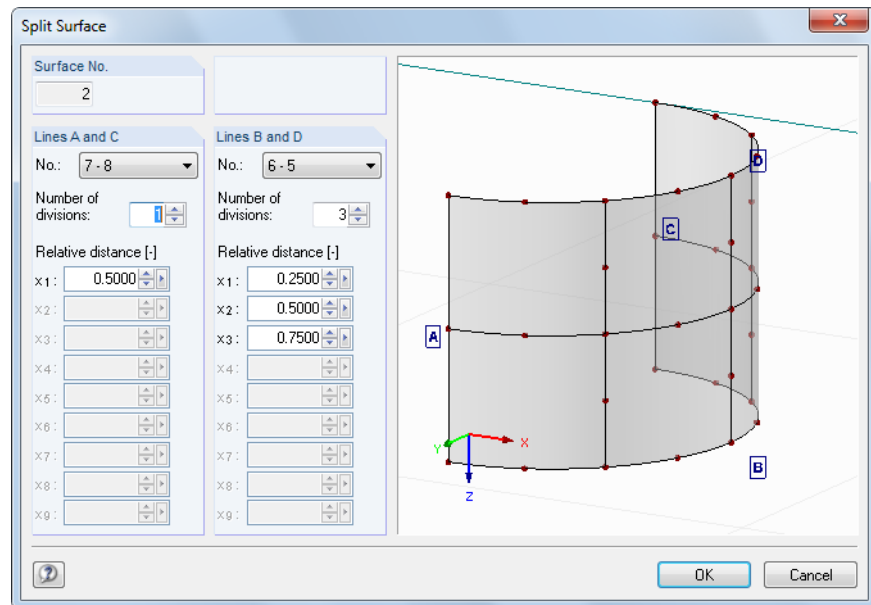 Split Surface
Surface No.
2
Lines A and C
No.: 7 - 8
Number of
divisions: 1
Relative distance [-]
x1: 0.5000
x2:
x3:
x4:
x5:
x6:
x7:
x8:
x9:
Lines B and D
No.: 6 - 5
Number of
divisions: 3
Relative distance [-]
x1: 0.2500
x2: 0.5000
x3: 0.7500
x4:
x5:
x6:
x7:
x8:
x9:
D
C
A
Y
X
B
Z
OK
Cancel